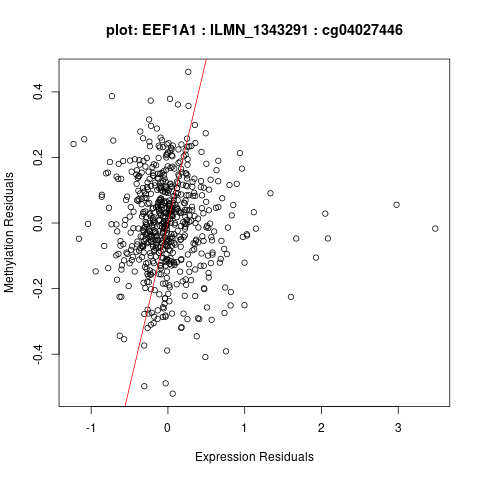 plot: EEF1A1 : ILMN_1343291 : cg04027446
Methylation Residuals
0.4
0.2
0.0
-0.2
-0.4
-1 0 1 2 3
Expression Residuals